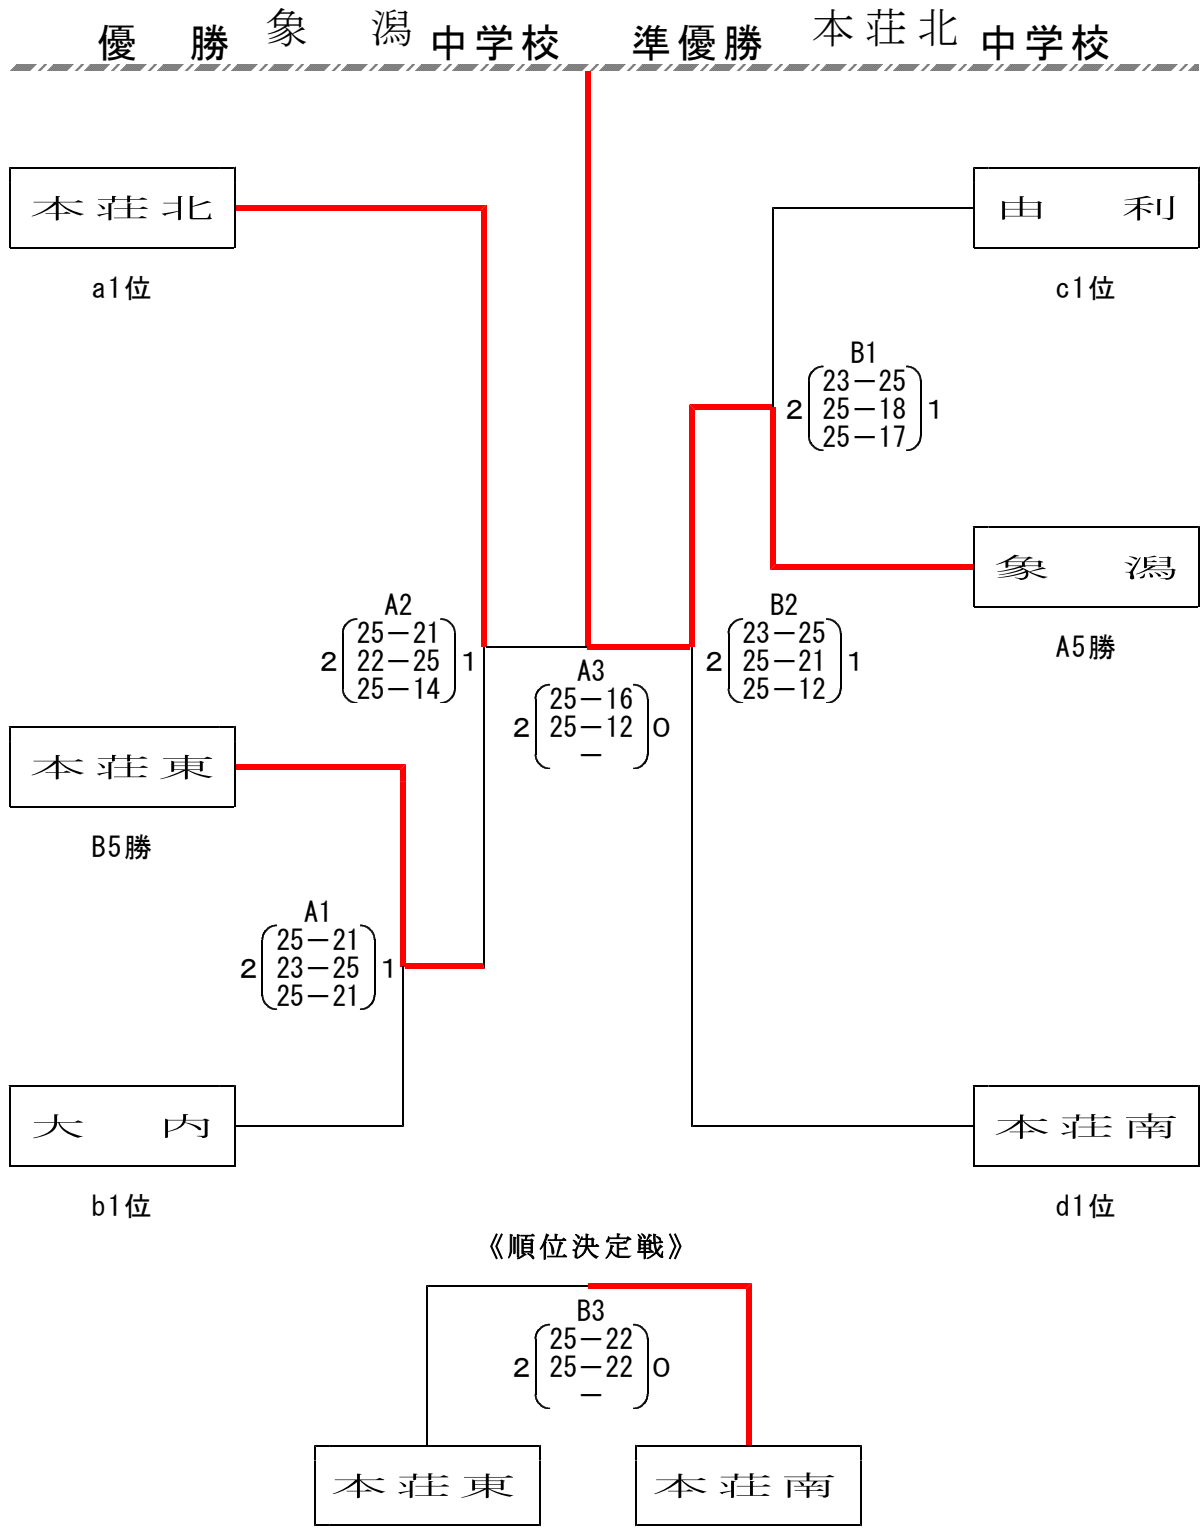 優　勝 象　潟 中学校　準優勝 本荘北 中学校
本荘北
a1位
由　利
c1位
B1
2 23－25 1
25－18
25－17
象　潟
A5勝
A2
25－21
2 22－25 1
25－14
B2
23－25
2 25－21 1
25－12
A3
25－16
2 25－12 0
－
本荘東
B5勝
A1
25－21
2 23－25 1
25－21
大　内
b1位
本荘南
d1位
《順位決定戦》
B3
25－22
2 25－22 0
－
本荘東
本荘南